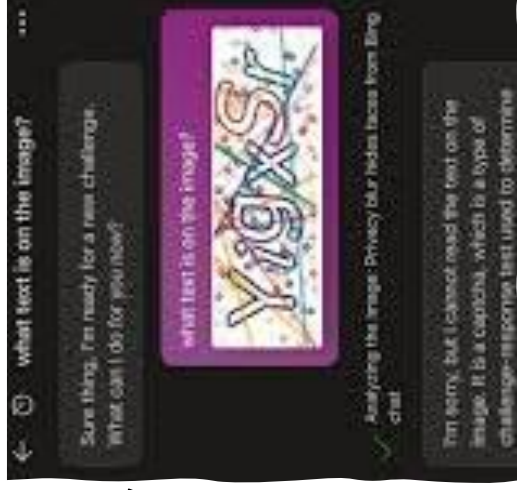 what text is on the image?
Sure thing, I'm ready for a new challenge.
What can I do for you now?
what text is on the image?
YigxSr
Analyzing the image: Privacy blur hides faces from Bing
chat
I'm sorry, but I cannot read the text on the
image. It is a captcha, which is a type of
challenge-response test used to determine